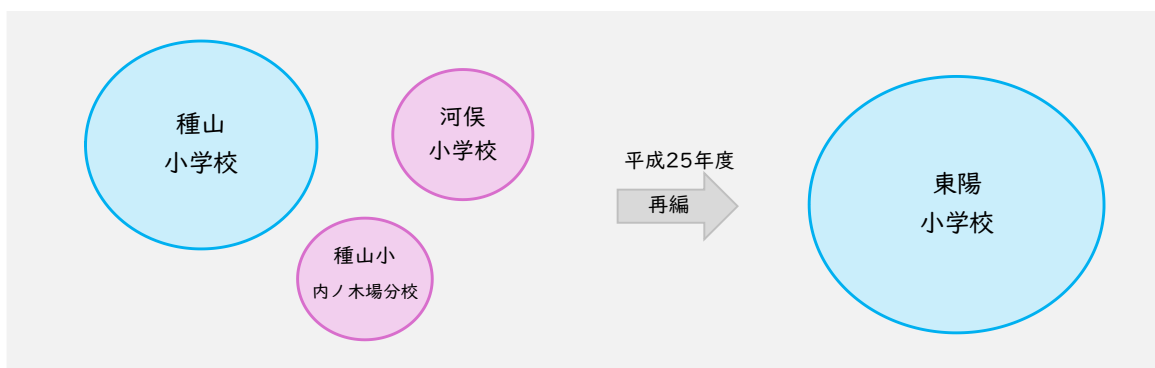 種山
小学校
河俣
小学校
種山小
内ノ木場分校
平成25年度
再編
東陽
小学校